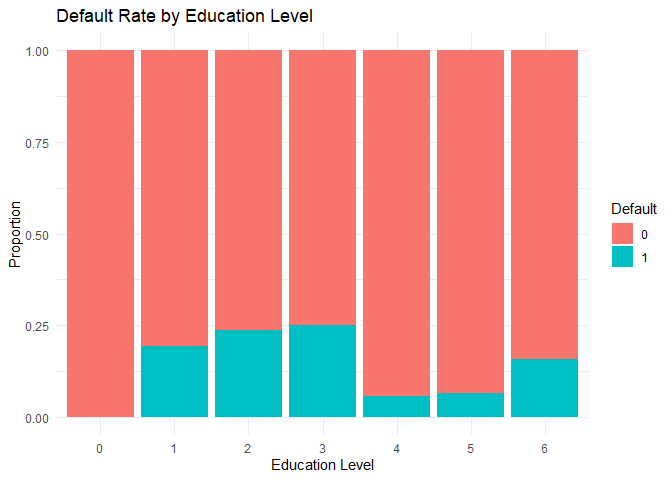 Default Rate by Education Level
1.00
0.75
0.50
0.25
0.00
Proportion
0 1 2 3 4 5 6
Education Level
Default
0
1